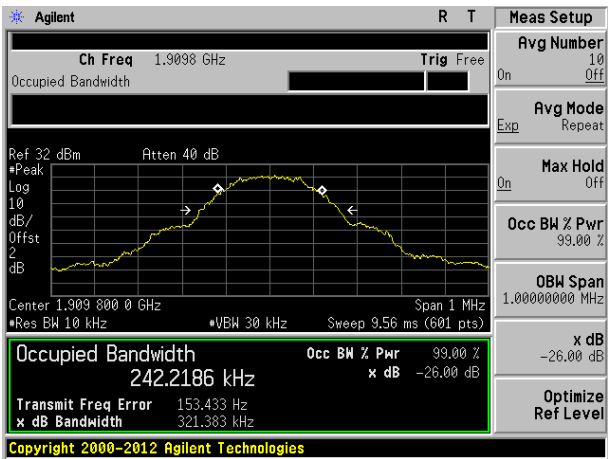 Agilent R T
Ch Freq 1.9098 GHz Trig Free
Occupied Bandwidth
Ref 32 dBm Atten 40 dB
#Peak
Log
10
dB/
Offst
2
dB
Center 1.909 800 0 GHz Span 1 MHz
#Res BW 10 kHz #VBW 30 kHz Sweep 9.56 ms (601 pts)
Occupied Bandwidth Occ BW % Pwr 99.00 %
242.2186 kHz x dB -26.00 dB
Transmit Freq Error 153.433 Hz
x dB Bandwidth 321.383 kHz
Copyright 2000-2012 Agilent Technologies
Meas Setup
Avg Number
10
On Off
Avg Mode
Exp Repeat
Max Hold
On Off
Occ BW % Pwr
99.00 %
OBW Span
1.00000000 MHz
x dB
-26.00 dB
Optimize
Ref Level